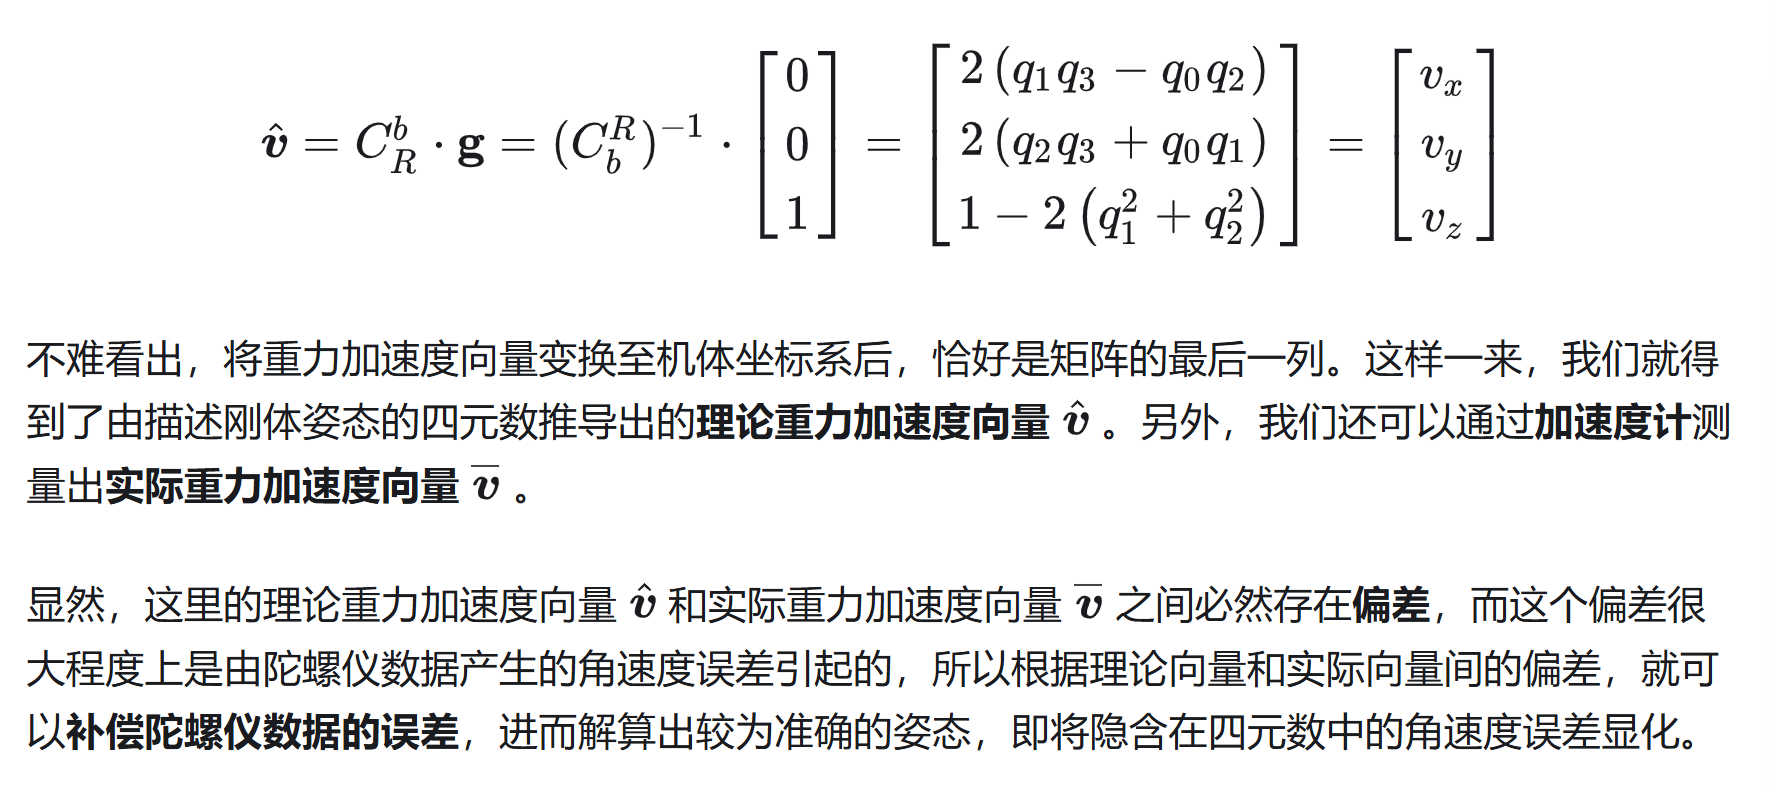 $$\hat{\boldsymbol{v}} = C_R^b \cdot \mathbf{g} = (C_b^R)^{-1} \cdot \begin{bmatrix} 0 \\ 0 \\ 1 \end{bmatrix} = \begin{bmatrix} 2(q_1q_3 - q_0q_2) \\ 2(q_2q_3 + q_0q_1) \\ 1 - 2(q_1^2 + q_2^2) \end{bmatrix} = \begin{bmatrix} v_x \\ v_y \\ v_z \end{bmatrix}$$
不难看出，将重力加速度向量变换至机体坐标系后，恰好是矩阵的最后一列。这样一来，我们就得
到了由描述刚体姿态的四元数推导出的理论重力加速度向量 $\hat{\boldsymbol{v}}$ 。另外，我们还可以通过加速度计测
量出实际重力加速度向量 $\overline{\boldsymbol{v}}$ 。
显然，这里的理论重力加速度向量 $\hat{\boldsymbol{v}}$ 和实际重力加速度向量 $\overline{\boldsymbol{v}}$ 之间必然存在偏差，而这个偏差很
大程度上是由陀螺仪数据产生的角速度误差引起的，所以根据理论向量和实际向量间的偏差，就可
以补偿陀螺仪数据的误差，进而解算出较为准确的姿态，即将隐含在四元数中的角速度误差显化。